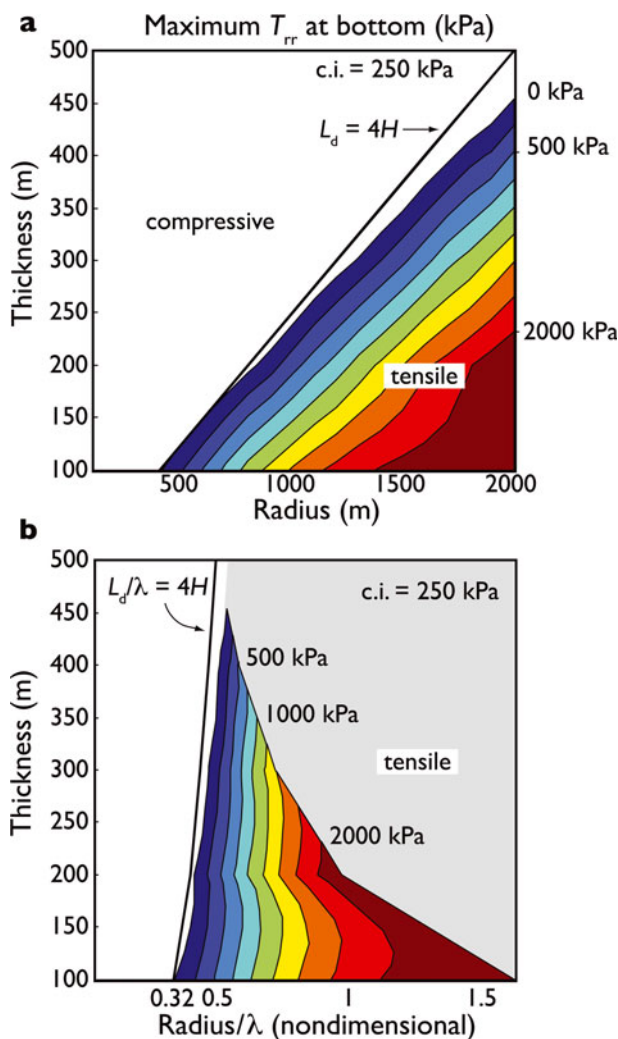 a Maximum Trr at bottom (kPa)
500
450
400
350
300
250
200
150
100
Thickness (m)
c.i. = 250 kPa
Ld = 4H
compressive
tensile
0 kPa
500 kPa
2000 kPa
500 1000 1500 2000
Radius (m)
b
500
450
400
350
300
250
200
150
100
Thickness (m)
Ld/λ = 4H
c.i. = 250 kPa
500 kPa
1000 kPa
tensile
2000 kPa
0.32 0.5 1 1.5
Radius/λ (nondimensional)